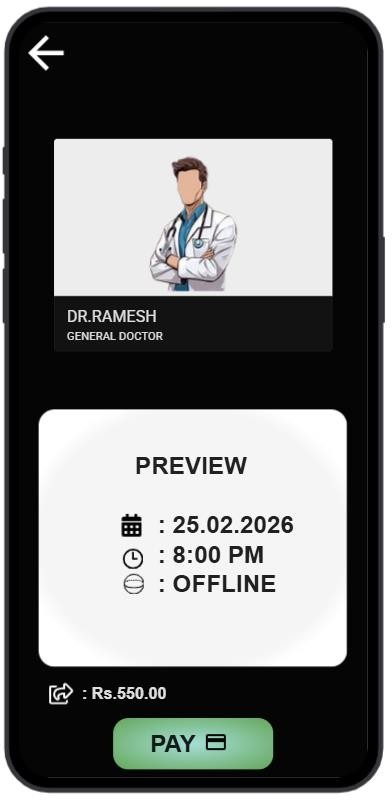 DR.RAMESH
GENERAL DOCTOR
PREVIEW
: 25.02.2026
: 8:00 PM
: OFFLINE
: Rs.550.00
PAY